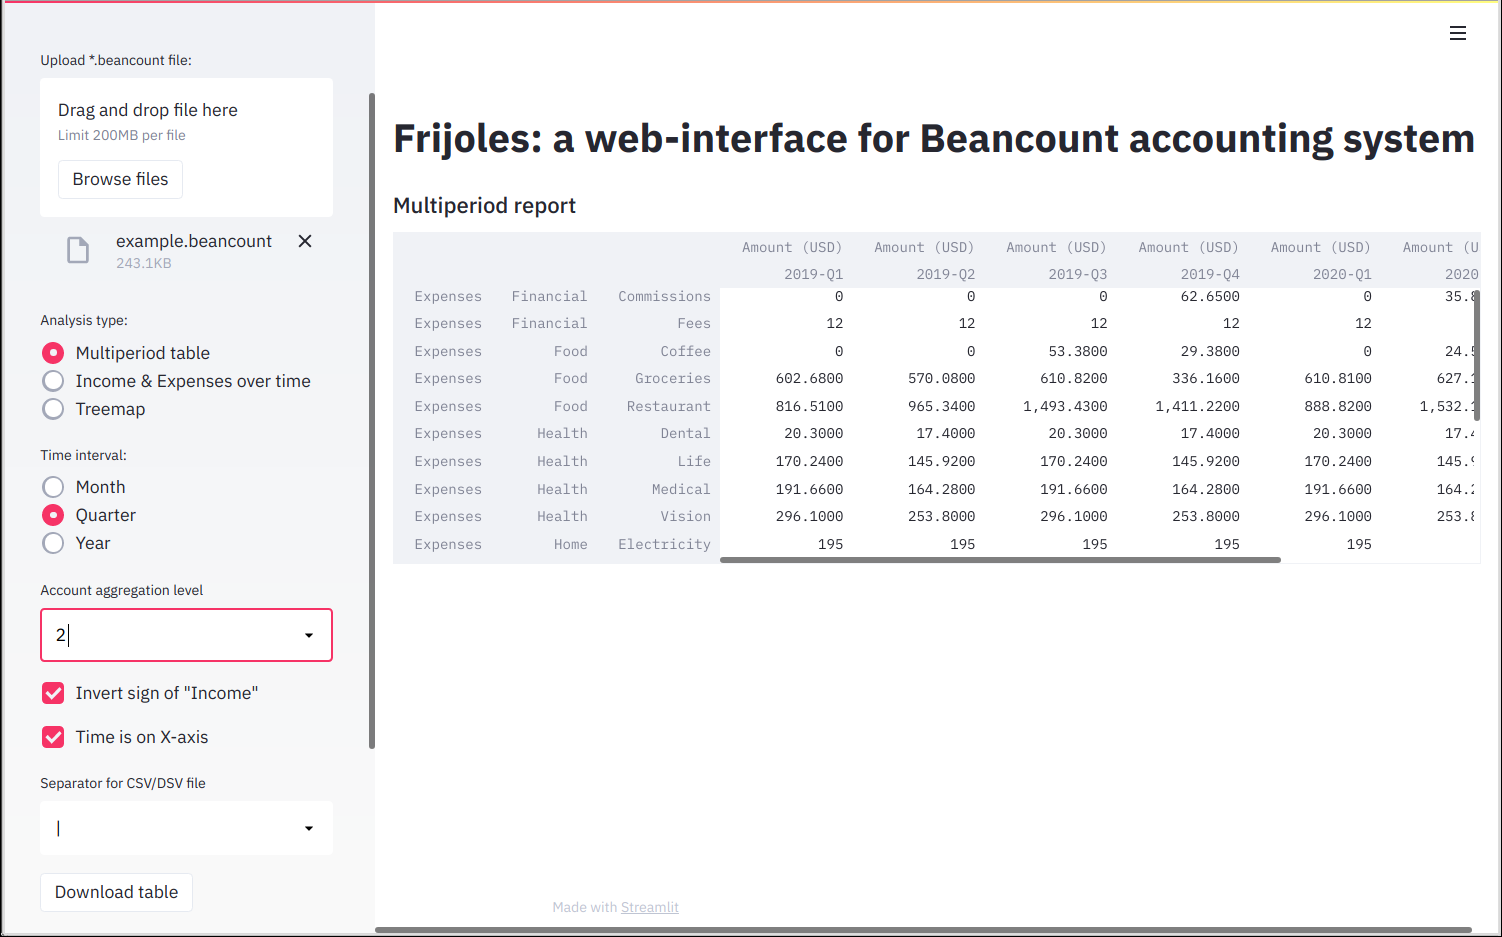 Upload *.beancount file:
Drag and drop file here
Limit 200MB per file
Browse files
example.beancount
243.1KB
Analysis type:
Multiperiod table
Income & Expenses over time
Treemap
Time interval:
Month
Quarter
Year
Account aggregation level
2
Invert sign of "Income"
Time is on X-axis
Separator for CSV/DSV file
|
Download table
Frijoles: a web-interface for Beancount accounting system
Multiperiod report
Amount (USD) Amount (USD) Amount (USD) Amount (USD) Amount (USD) Amount (U
2019-Q1 2019-Q2 2019-Q3 2019-Q4 2020-Q1 2020
Expenses Financial Commissions 0 0 0 62.6500 0 35.8
Expenses Financial Fees 12 12 12 12 12
Expenses Food Coffee 0 0 53.3800 29.3800 0 24.5
Expenses Food Groceries 602.6800 570.0800 610.8200 336.1600 610.8100 627.1
Expenses Food Restaurant 816.5100 965.3400 1,493.4300 1,411.2200 888.8200 1,532.1
Expenses Health Dental 20.3000 17.4000 20.3000 17.4000 20.3000 17.4
Expenses Health Life 170.2400 145.9200 170.2400 145.9200 170.2400 145.9
Expenses Health Medical 191.6600 164.2800 191.6600 164.2800 191.6600 164.2
Expenses Health Vision 296.1000 253.8000 296.1000 253.8000 296.1000 253.8
Expenses Home Electricity 195 195 195 195 195
Made with Streamlit